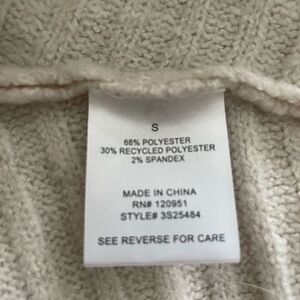 S
68% POLYESTER
30% RECYCLED POLYESTER
2% SPANDEX
MADE IN CHINA
RN# 120951
STYLE# 3S25484
SEE REVERSE FOR CARE